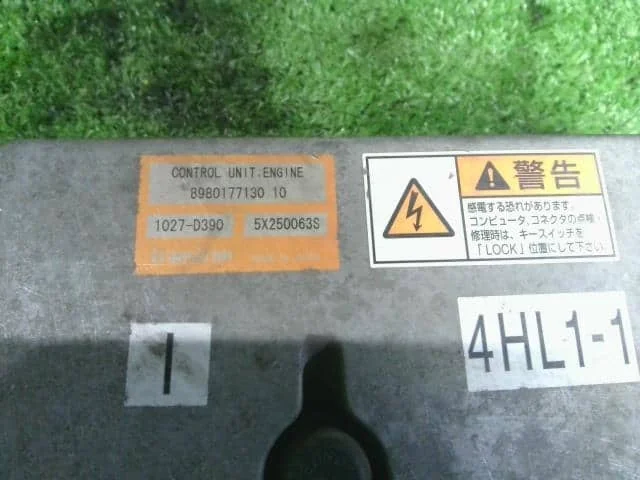 CONTROL UNIT.ENGINE
8980177130 10
1027-D390 5X250063S
警告
感電する恐れがあります。
コンピュータ、コネクタの点検・
修理時は、キースイッチを
「LOCK」位置にして下さい。
I
4HL1-1